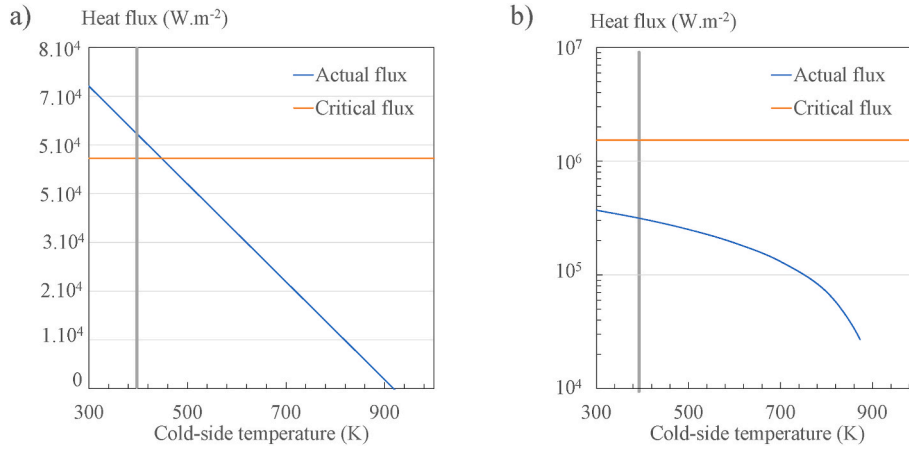 a)
Heat flux (W.m⁻²)
8.10⁴
7.10⁴
5.10⁴
5.10⁴
3.10⁴
2.10⁴
1.10⁴
0
300 500 700 900
Cold-side temperature (K)
Actual flux
Critical flux
b)
Heat flux (W.m⁻²)
10⁷
10⁶
10⁵
10⁴
300 500 700 900
Cold-side temperature (K)
Actual flux
Critical flux